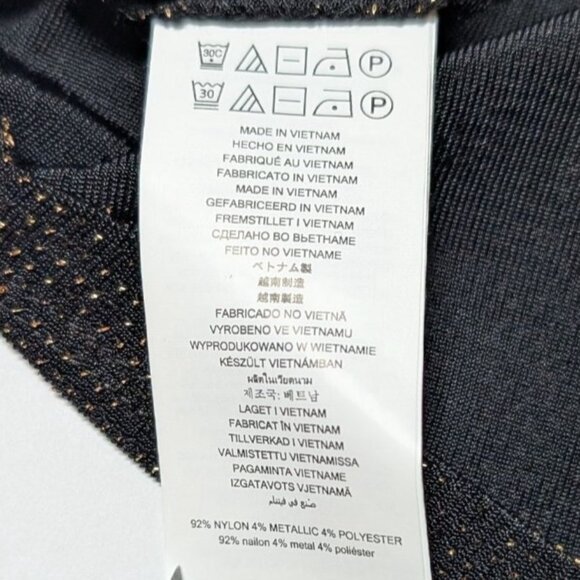 30C P
30 P
MADE IN VIETNAM
HECHO EN VIETNAM
FABRIQUÉ AU VIETNAM
FABBRICATO IN VIETNAM
MADE IN VIETNAM
GEFABRICEERD IN VIETNAM
FREMSTILLET I VIETNAM
СДЕЛАНО ВО ВЬЕТНАМЕ
FEITO NO VIETNAME
ベトナム製
越南制造
越南製造
FABRICADO NO VIETNÃ
VYROBENO VE VIETNAMU
WYPRODUKOWANO W WIETNAMIE
KÉSZÜLT VIETNÁMBAN
ผลิตในเวียดนาม
제조국: 베트남
LAGET I VIETNAM
FABRICAT ÎN VIETNAM
TILLVERKAD I VIETNAM
VALMISTETTU VIETNAMISSA
PAGAMINTA VIETNAME
IZGATAVOTS VJETNAMĀ
صنع في فيتنام
92% NYLON 4% METALLIC 4% POLYESTER
92% nailon 4% metal 4% poliéster